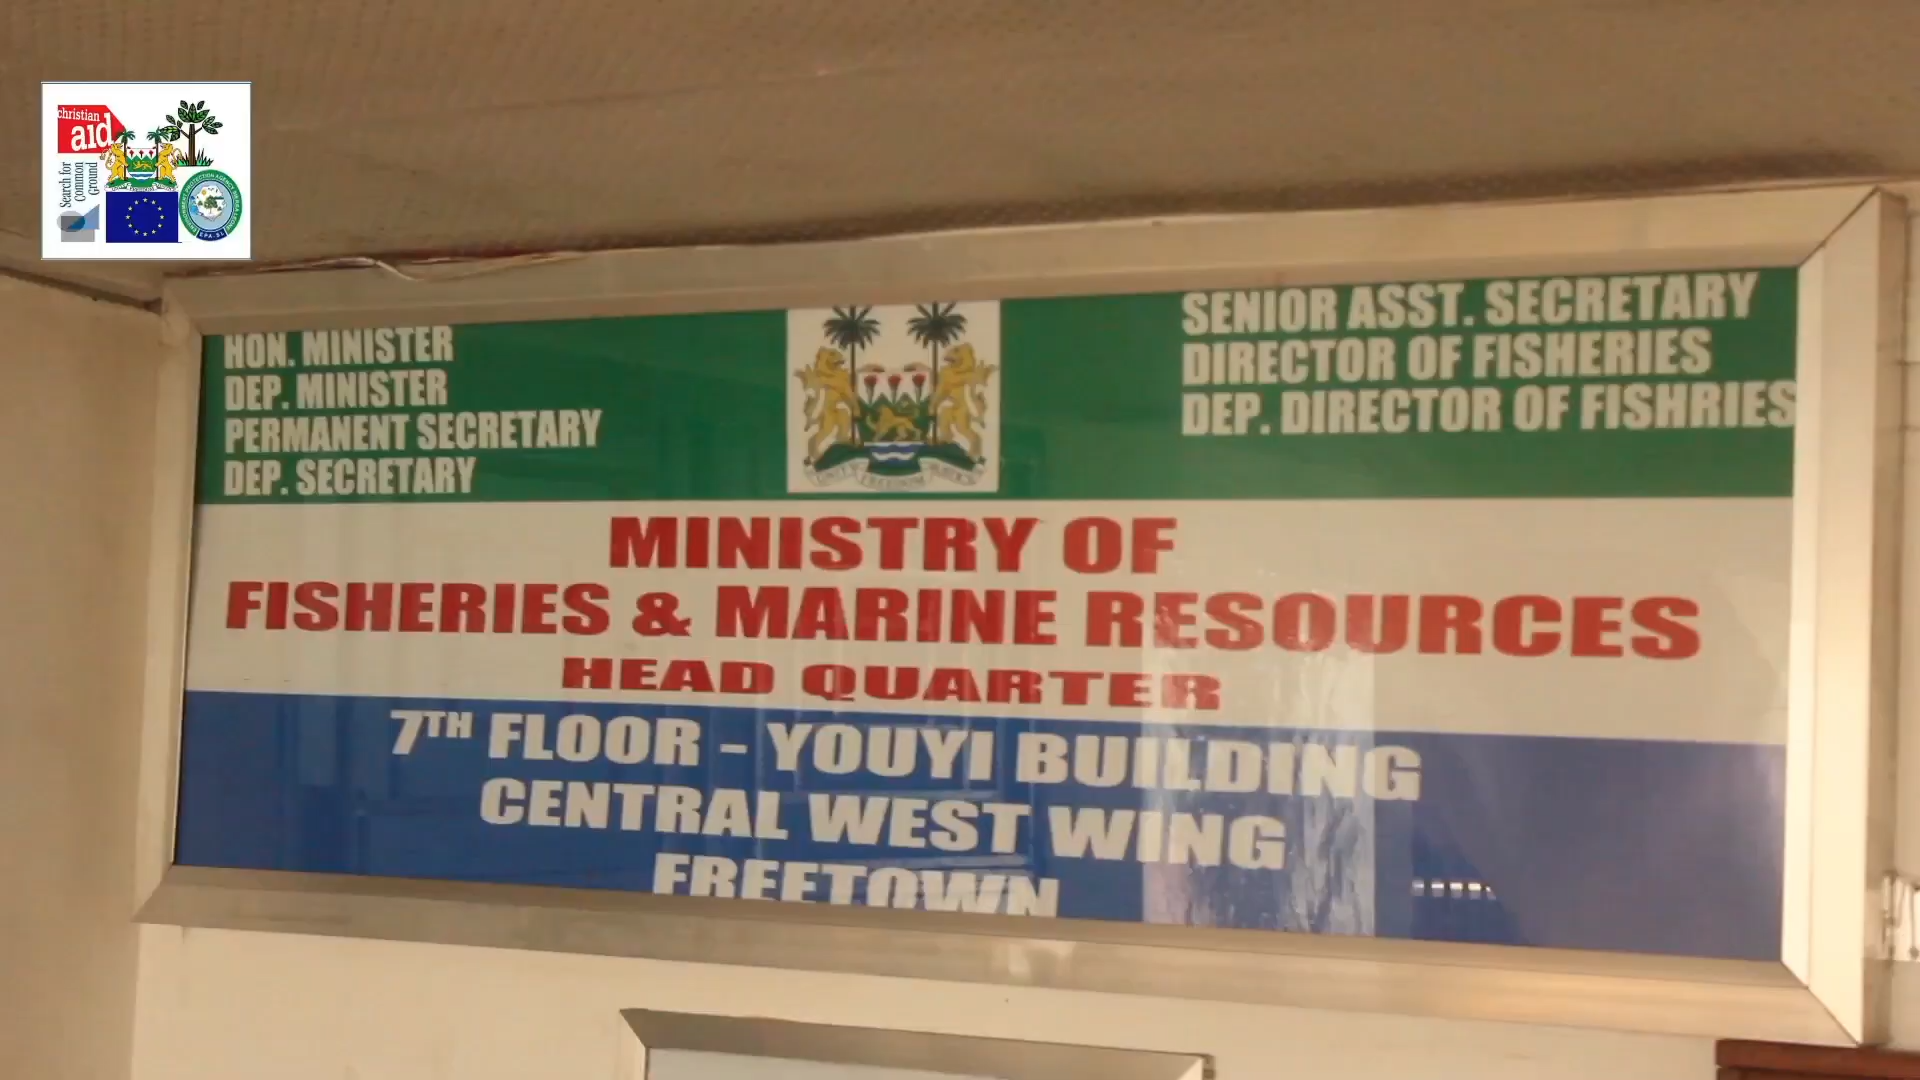 christian
aid
Search for
Common
Ground
HON. MINISTER
DEP. MINISTER
PERMANENT SECRETARY
DEP. SECRETARY
SENIOR ASST. SECRETARY
DIRECTOR OF FISHERIES
DEP. DIRECTOR OF FISHRIES
MINISTRY OF
FISHERIES & MARINE RESOURCES
HEAD QUARTER
7TH FLOOR - YOUYI BUILDING
CENTRAL WEST WING
FREETOWN